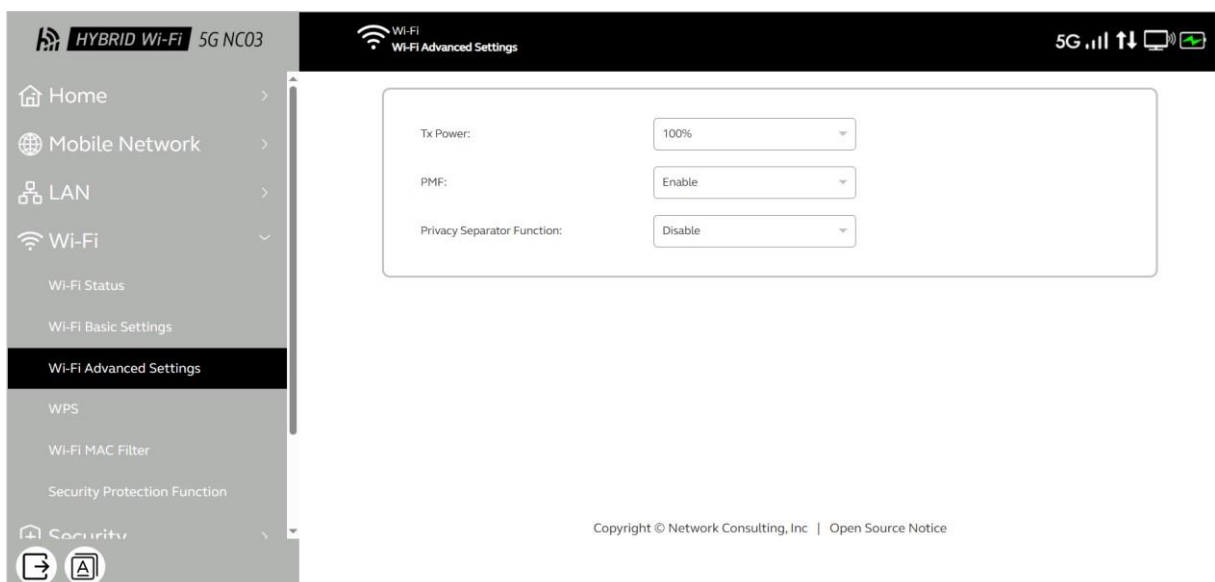 HYBRID Wi-Fi 5G NC03
Wi-Fi
Wi-Fi Advanced Settings
5G
Home
Mobile Network
LAN
Wi-Fi
Wi-Fi Status
Wi-Fi Basic Settings
Wi-Fi Advanced Settings
WPS
Wi-Fi MAC Filter
Security Protection Function
Security
A
Tx Power: 100%
PMF: Enable
Privacy Separator Function: Disable
Copyright © Network Consulting, Inc | Open Source Notice